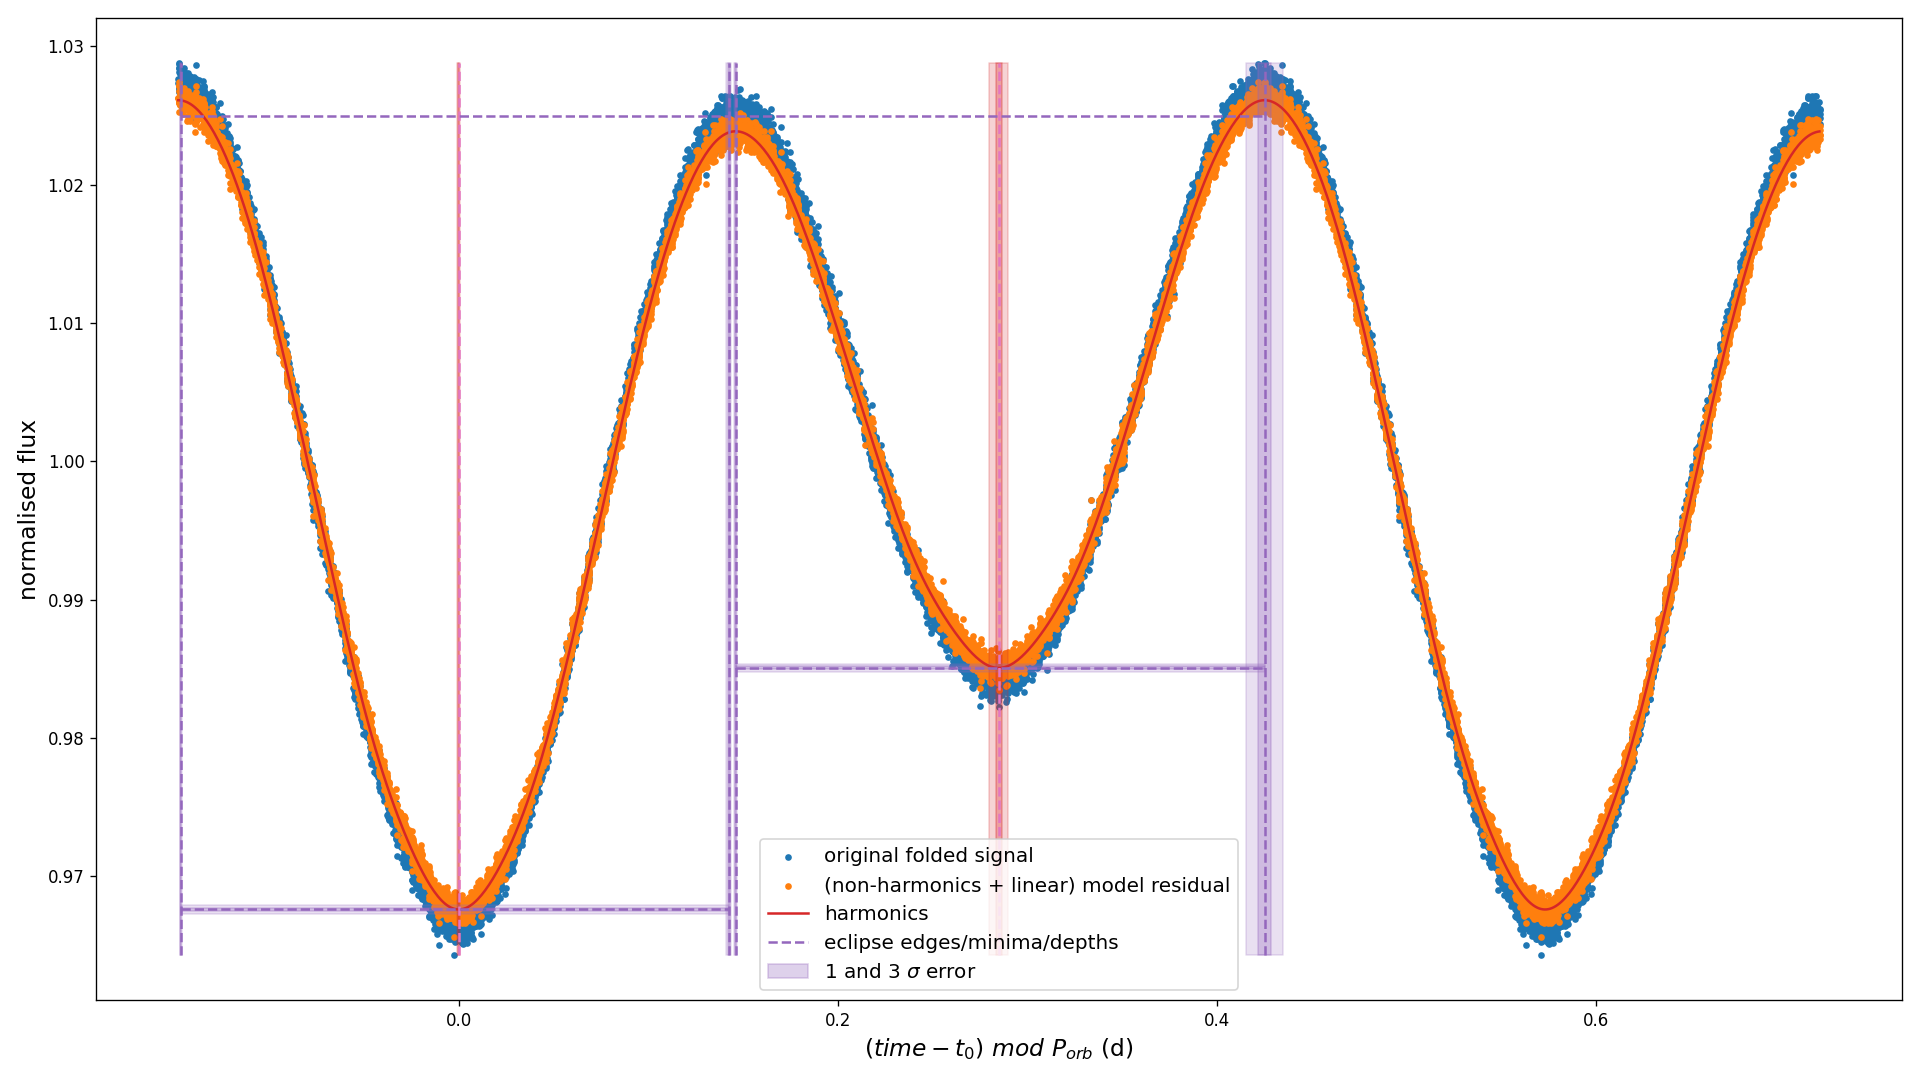 1.03
1.02
1.01
1.00
0.99
0.98
0.97
normalised flux
original folded signal
(non-harmonics + linear) model residual
harmonics
eclipse edges/minima/depths
1 and 3 σ error
0.0 0.2 0.4 0.6
(time − t₀) mod P_orb (d)